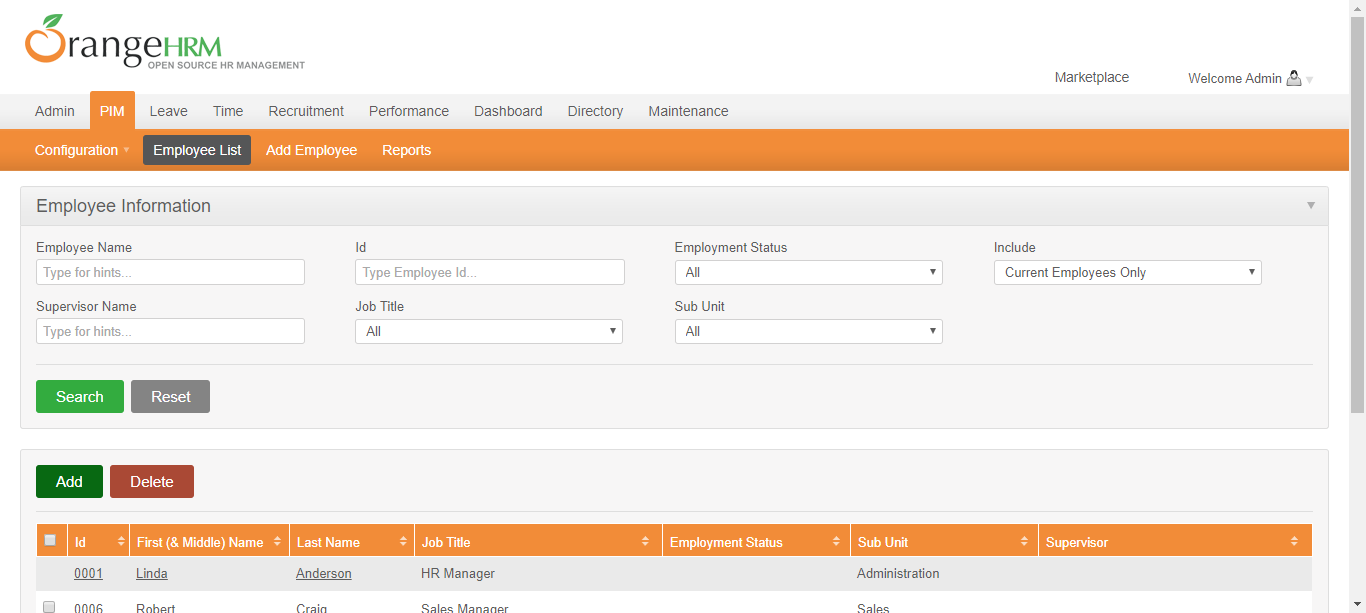 OrangeHRM
OPEN SOURCE HR MANAGEMENT
Marketplace
Welcome Admin
Admin PIM Leave Time Recruitment Performance Dashboard Directory Maintenance
Configuration Employee List Add Employee Reports
Employee Information
Employee Name Id Employment Status Include
Type for hints... Type Employee Id... All Current Employees Only
Supervisor Name Job Title Sub Unit
Type for hints... All All
Search Reset
Add Delete
Id First (& Middle) Name Last Name Job Title Employment Status Sub Unit Supervisor
0001 Linda Anderson HR Manager Administration
0006 Robert Craig Sales Manager Sales